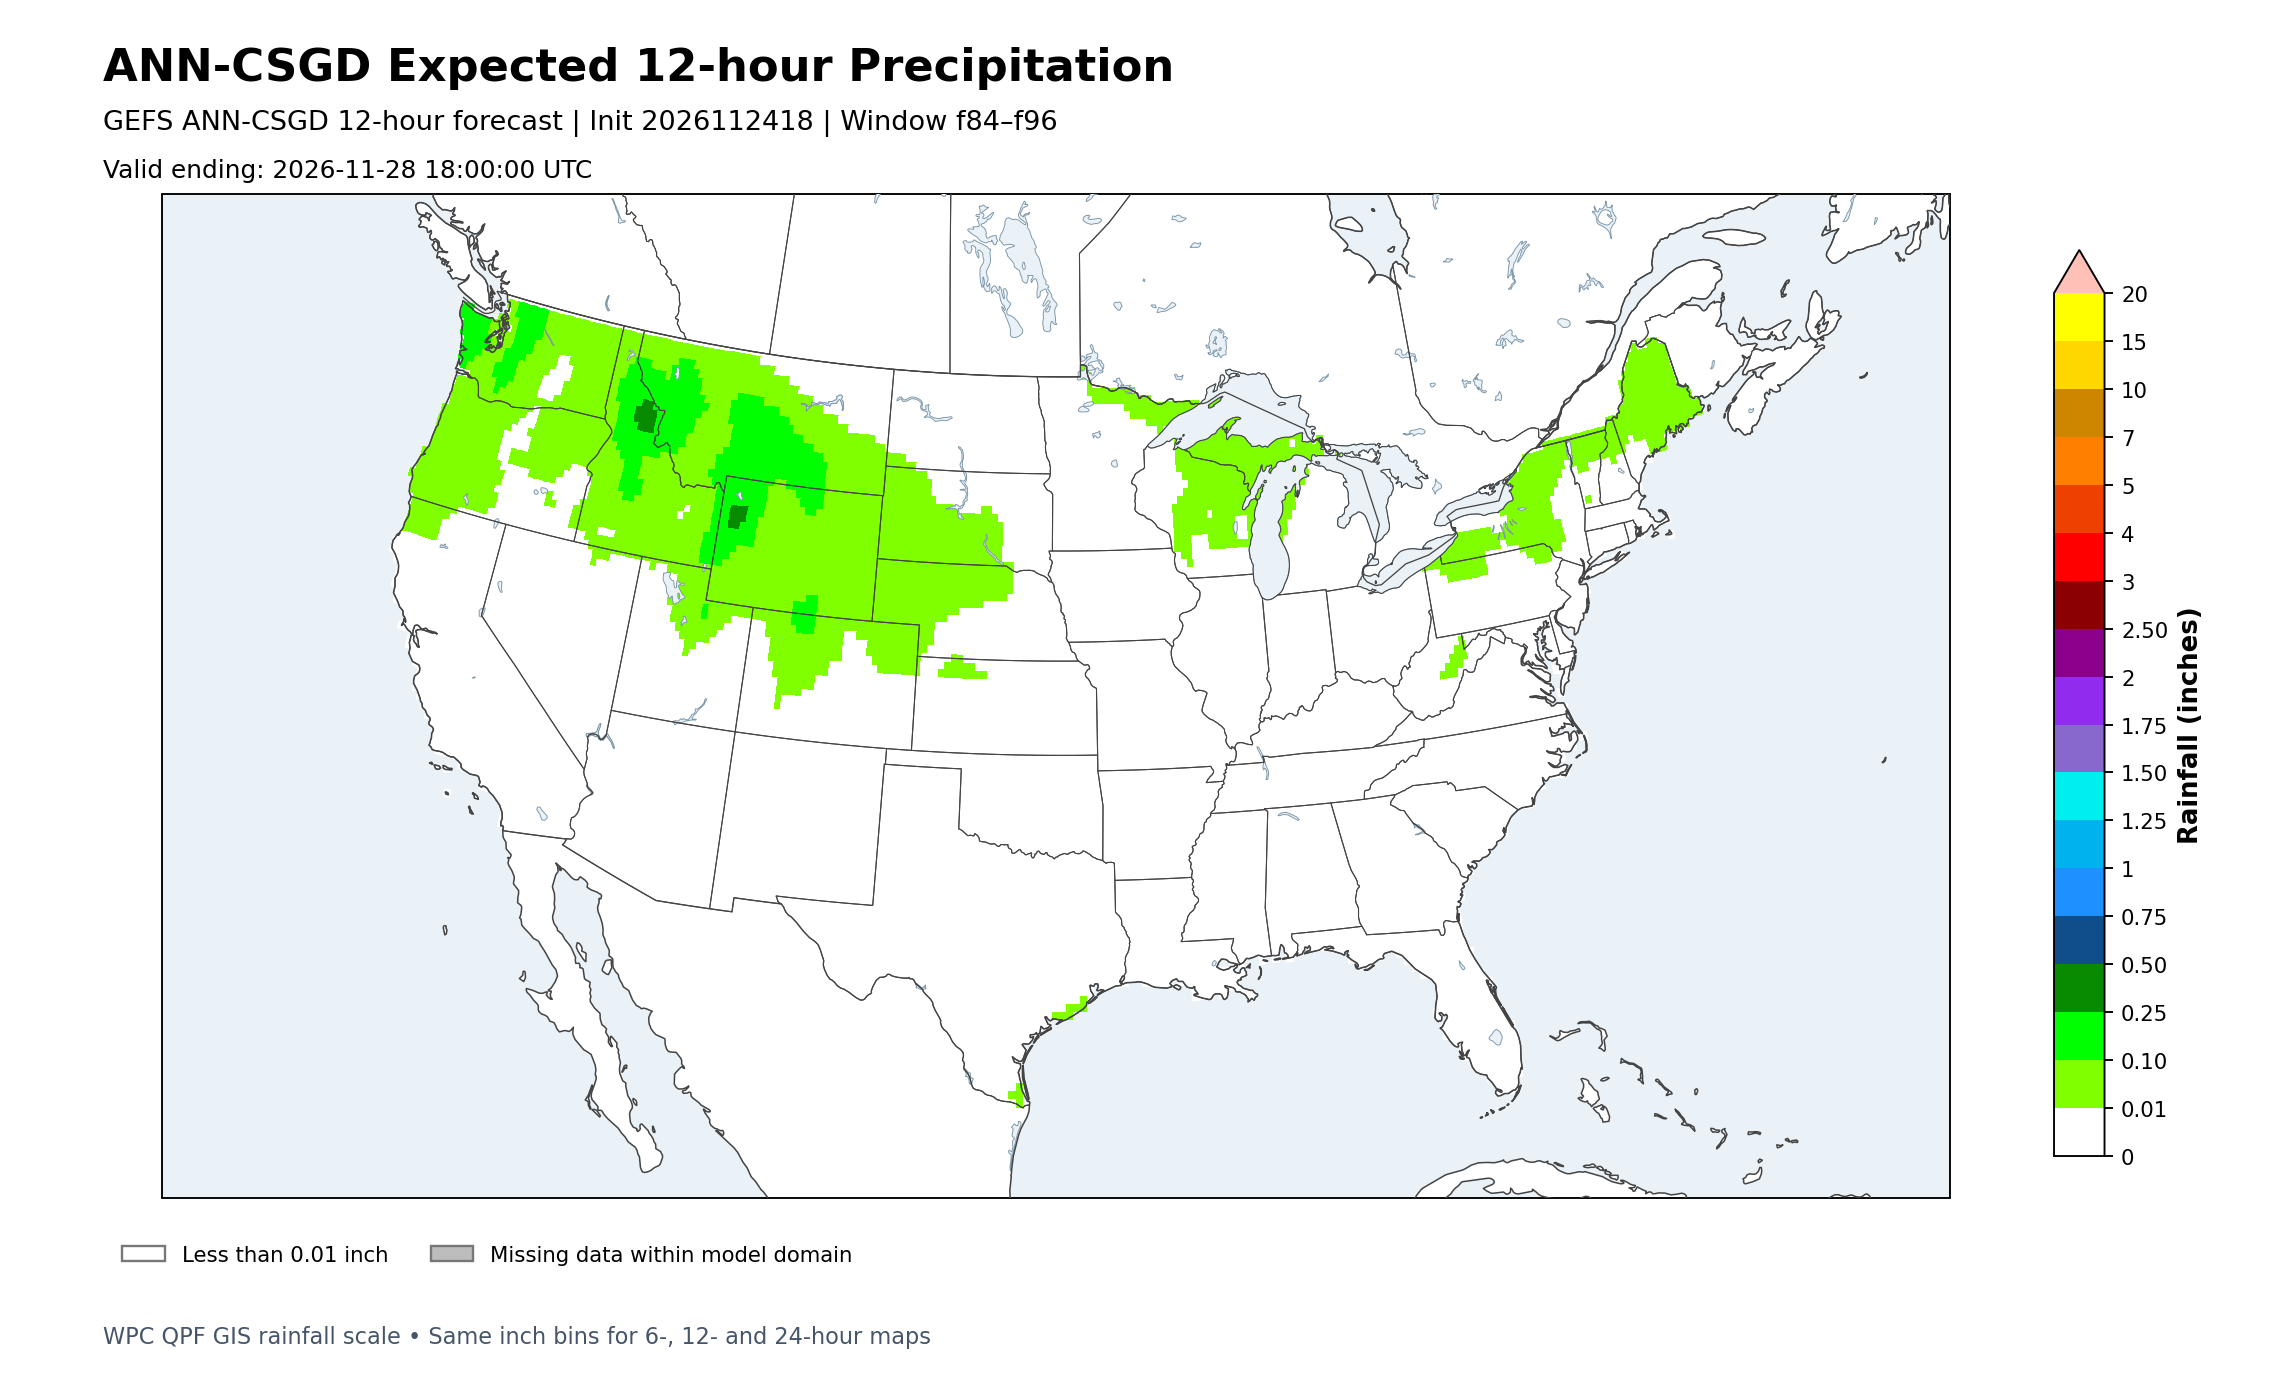 ANN-CSGD Expected 12-hour Precipitation
GEFS ANN-CSGD 12-hour forecast | Init 2026112418 | Window f84–f96
Valid ending: 2026-11-28 18:00:00 UTC
20
15
10
7
5
4
3
2.50
2
1.75
1.50
1.25
1
0.75
0.50
0.25
0.10
0.01
0
Rainfall (inches)
Less than 0.01 inch
Missing data within model domain
WPC QPF GIS rainfall scale • Same inch bins for 6-, 12- and 24-hour maps